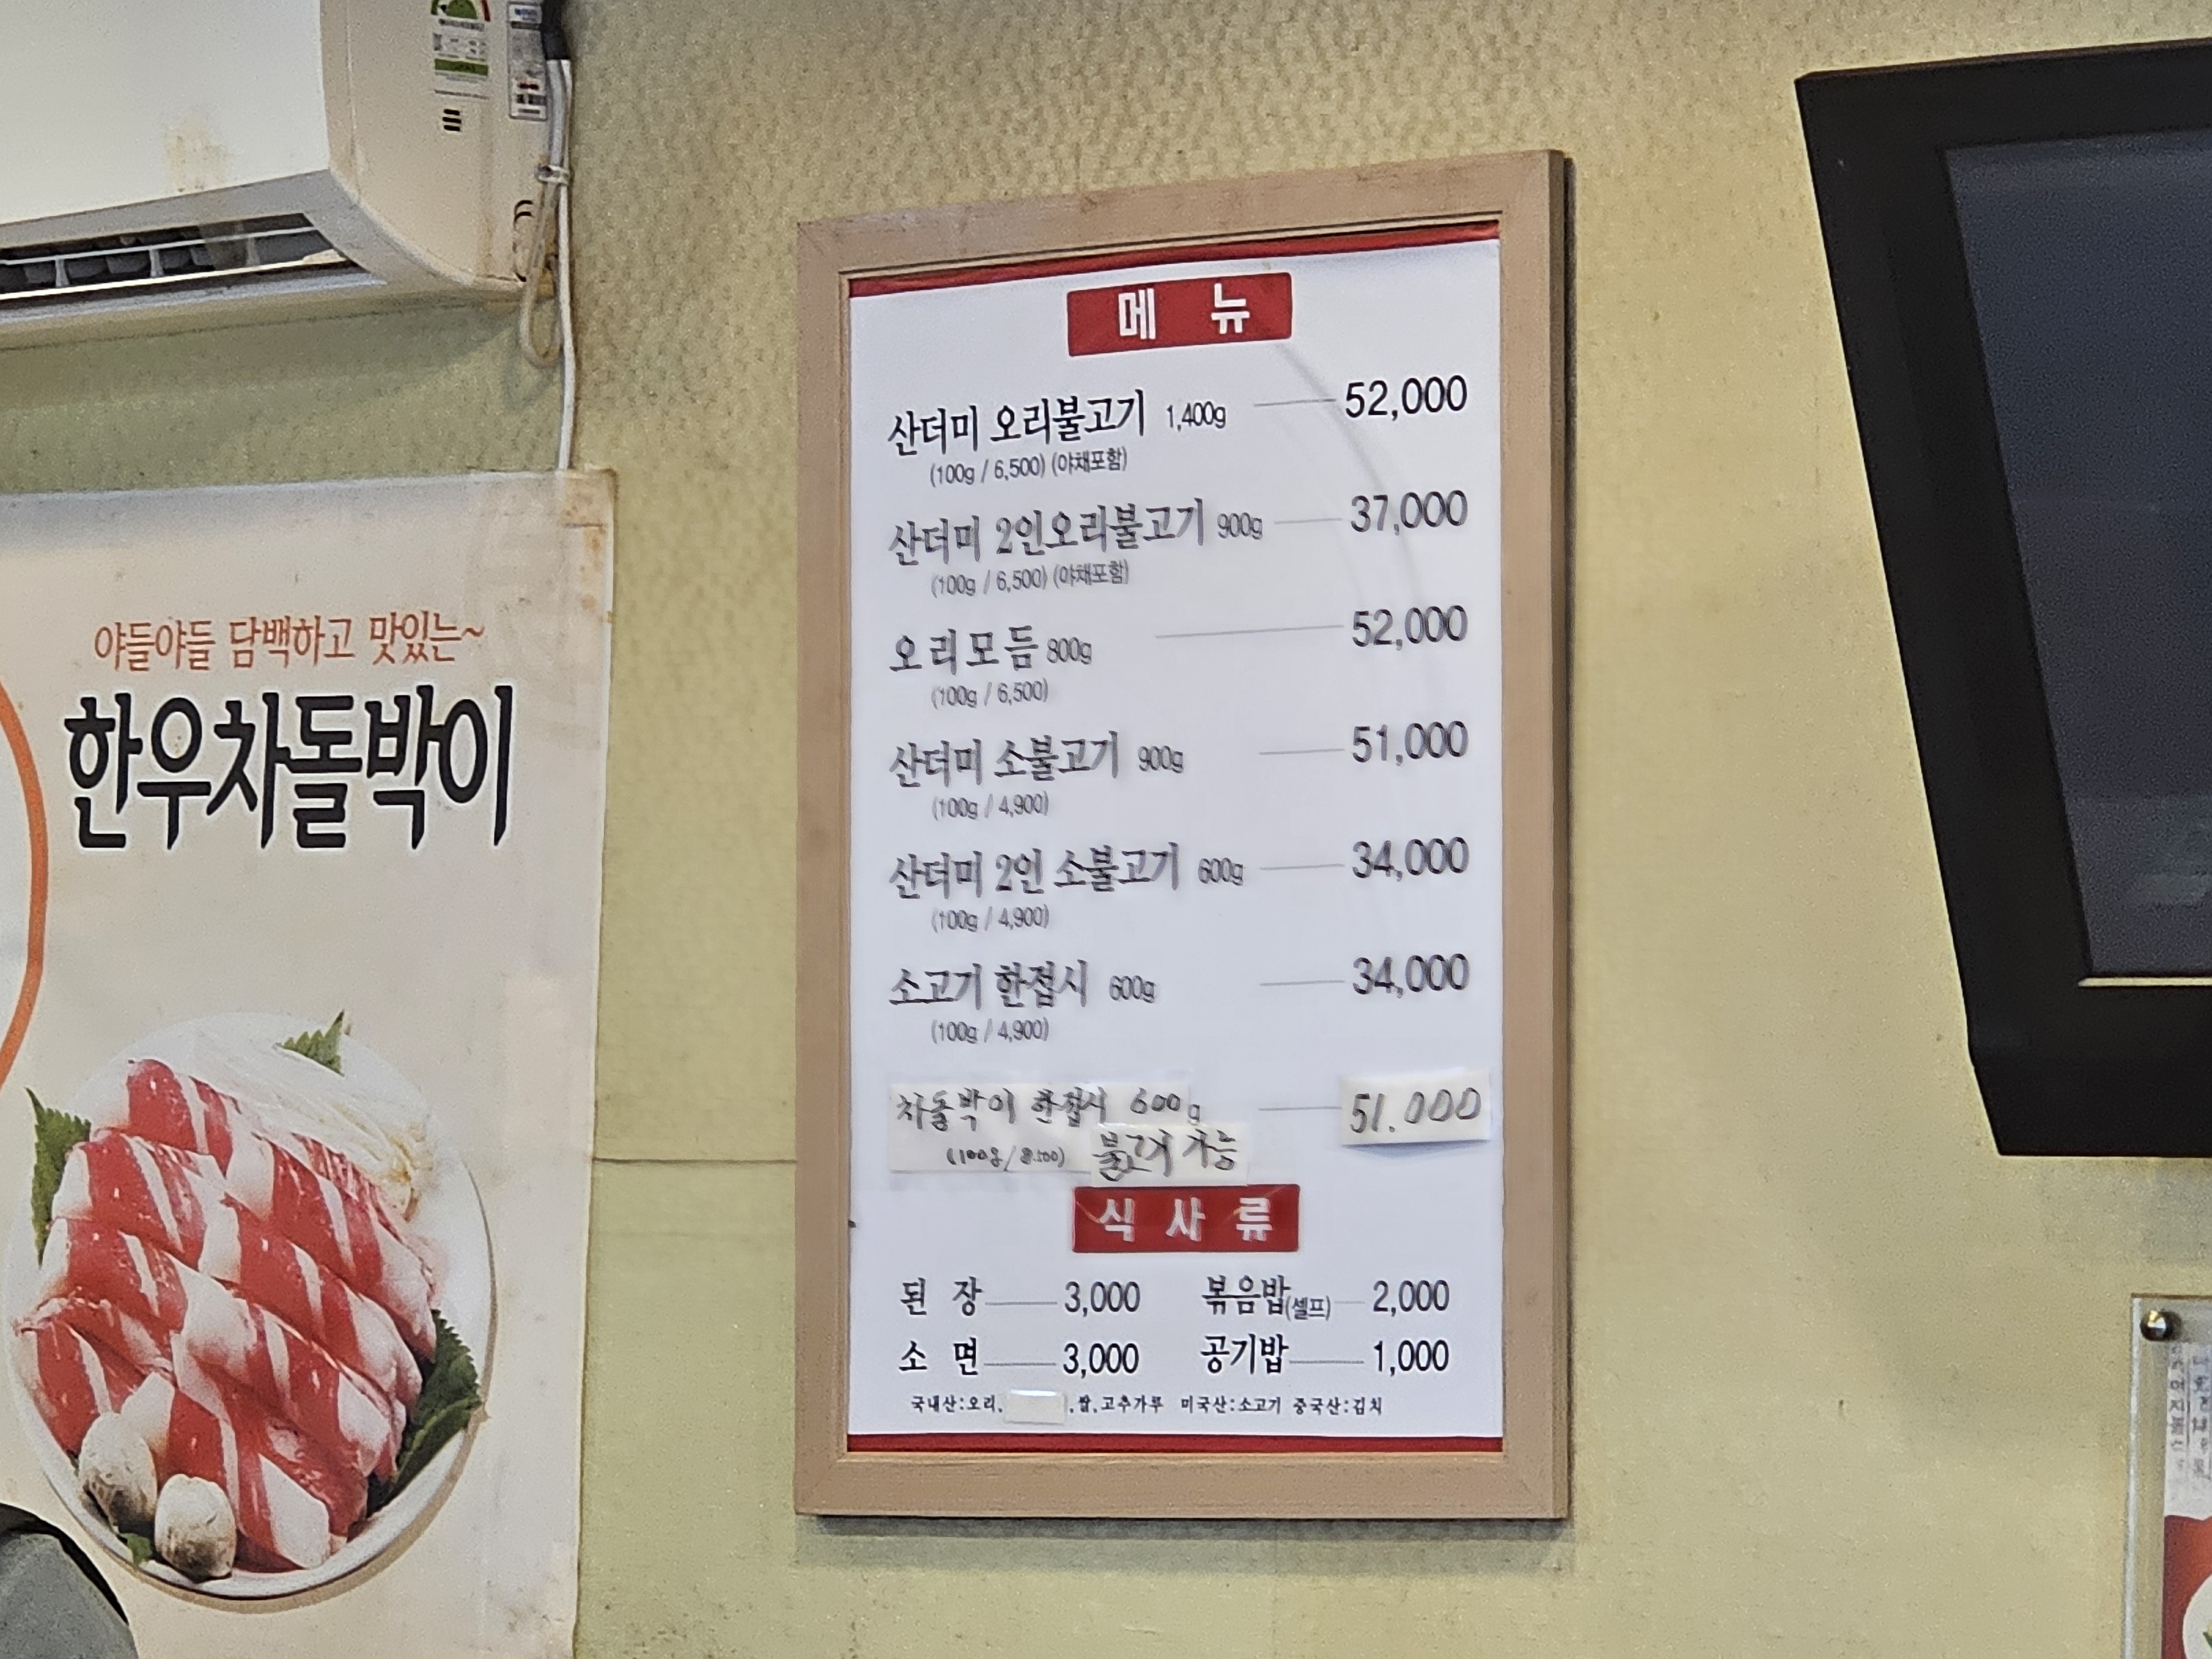 야들야들 담백하고 맛있는~
한우차돌박이
메 뉴
산더미 오리불고기 1,400g 52,000
(100g / 6,500) (야채포함)
산더미 2인오리불고기 900g 37,000
(100g / 6,500) (야채포함)
오리모듬 800g 52,000
(100g / 6,500)
산더미 소불고기 900g 51,000
(100g / 4,900)
산더미 2인 소불고기 600g 34,000
(100g / 4,900)
소고기 한접시 600g 34,000
(100g / 4,900)
차돌박이 한접시 600g 51.000
(100g/8.500) 불고기 가능
식 사 류
된 장 3,000 볶음밥(셀프) 2,000
소 면 3,000 공기밥 1,000
국내산:오리, ,쌀,고추가루 미국산:소고기 중국산:김치